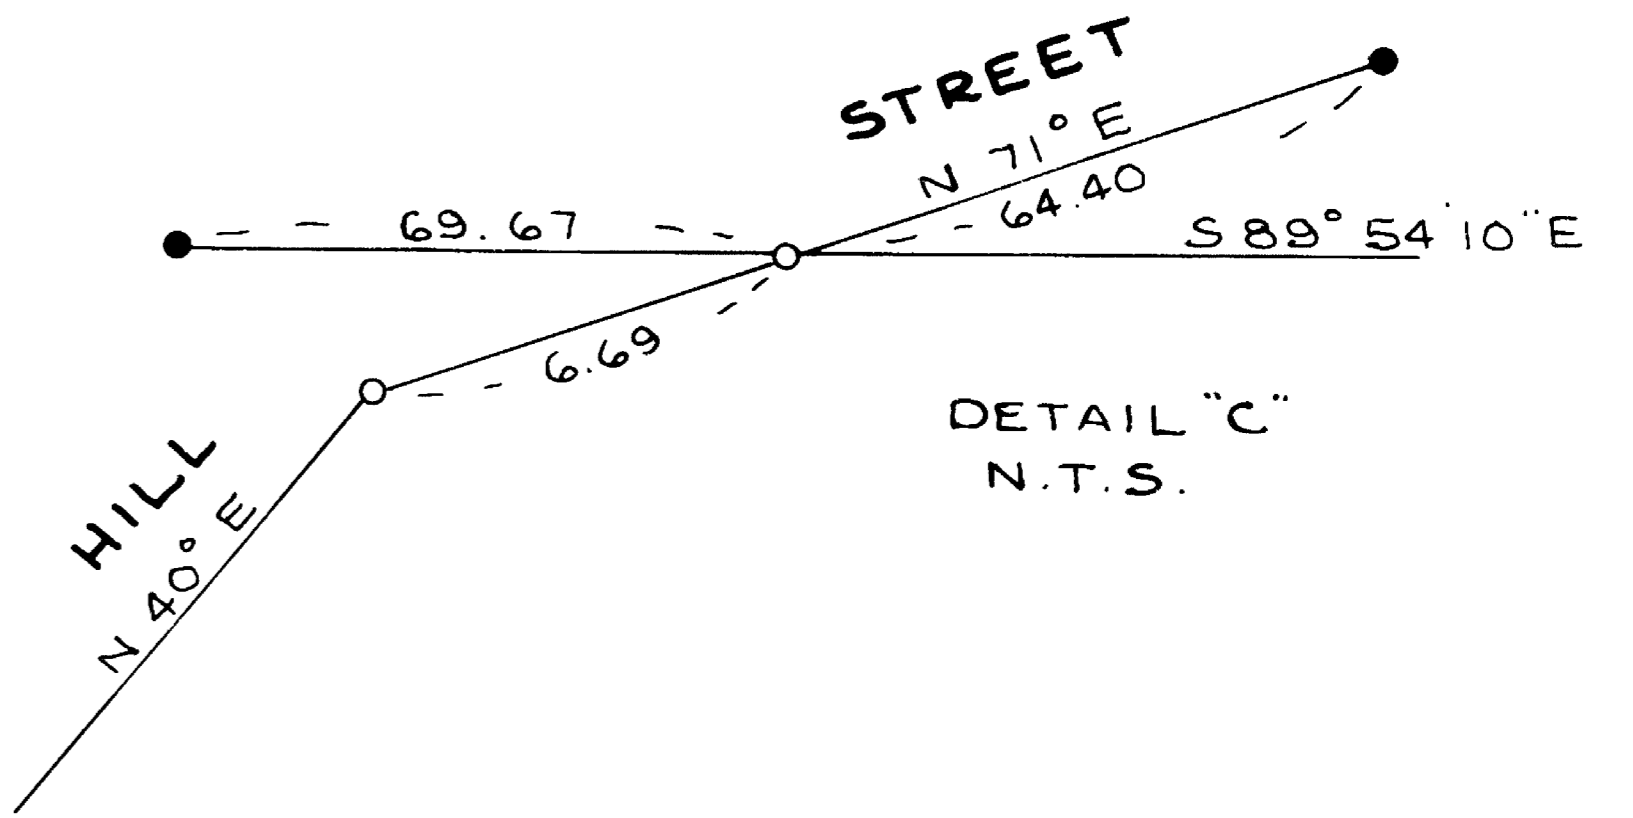 STREET
N 71° E
64.40
69.67
S 89° 54' 10" E
6.69
DETAIL "C"
N.T.S.
HILL
N 40° E